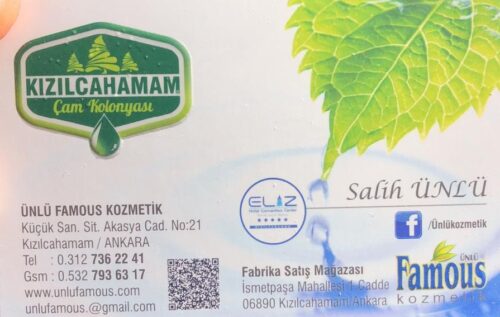 KIZILCAHAMAM
Çam Kolonyası
ÜNLÜ FAMOUS KOZMETİK
Küçük San. Sit. Akasya Cad. No:21
Kızılcahamam / ANKARA
Tel : 0.312 736 22 41
Gsm : 0.532 793 63 17
www.unlufamous.com
unlufamous.@gmail.com
ELİZ
Salih ÜNLÜ
f /Ünlükozmetik
Fabrika Satış Mağazası
İsmetpaşa Mahallesi 1.Cadde
06890 Kızılcahamam/Ankara
ÜNLÜ
Famous
kozmetik